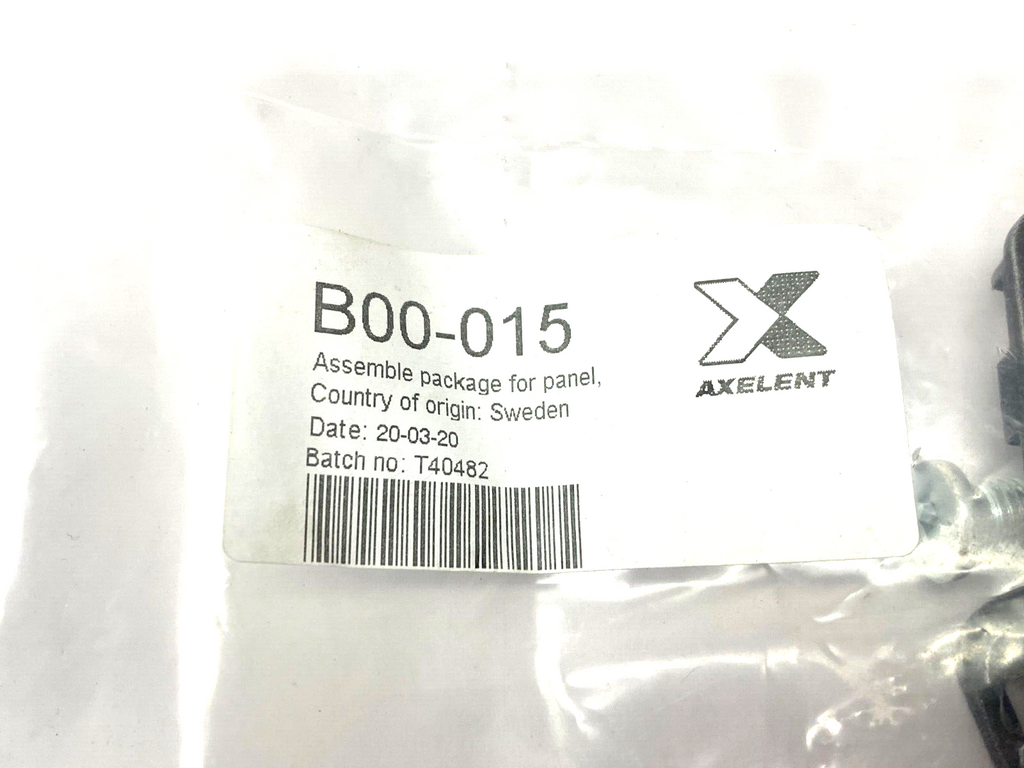 B00-015
Assemble package for panel,
Country of origin: Sweden
Date: 20-03-20
Batch no: T40482
AXELENT